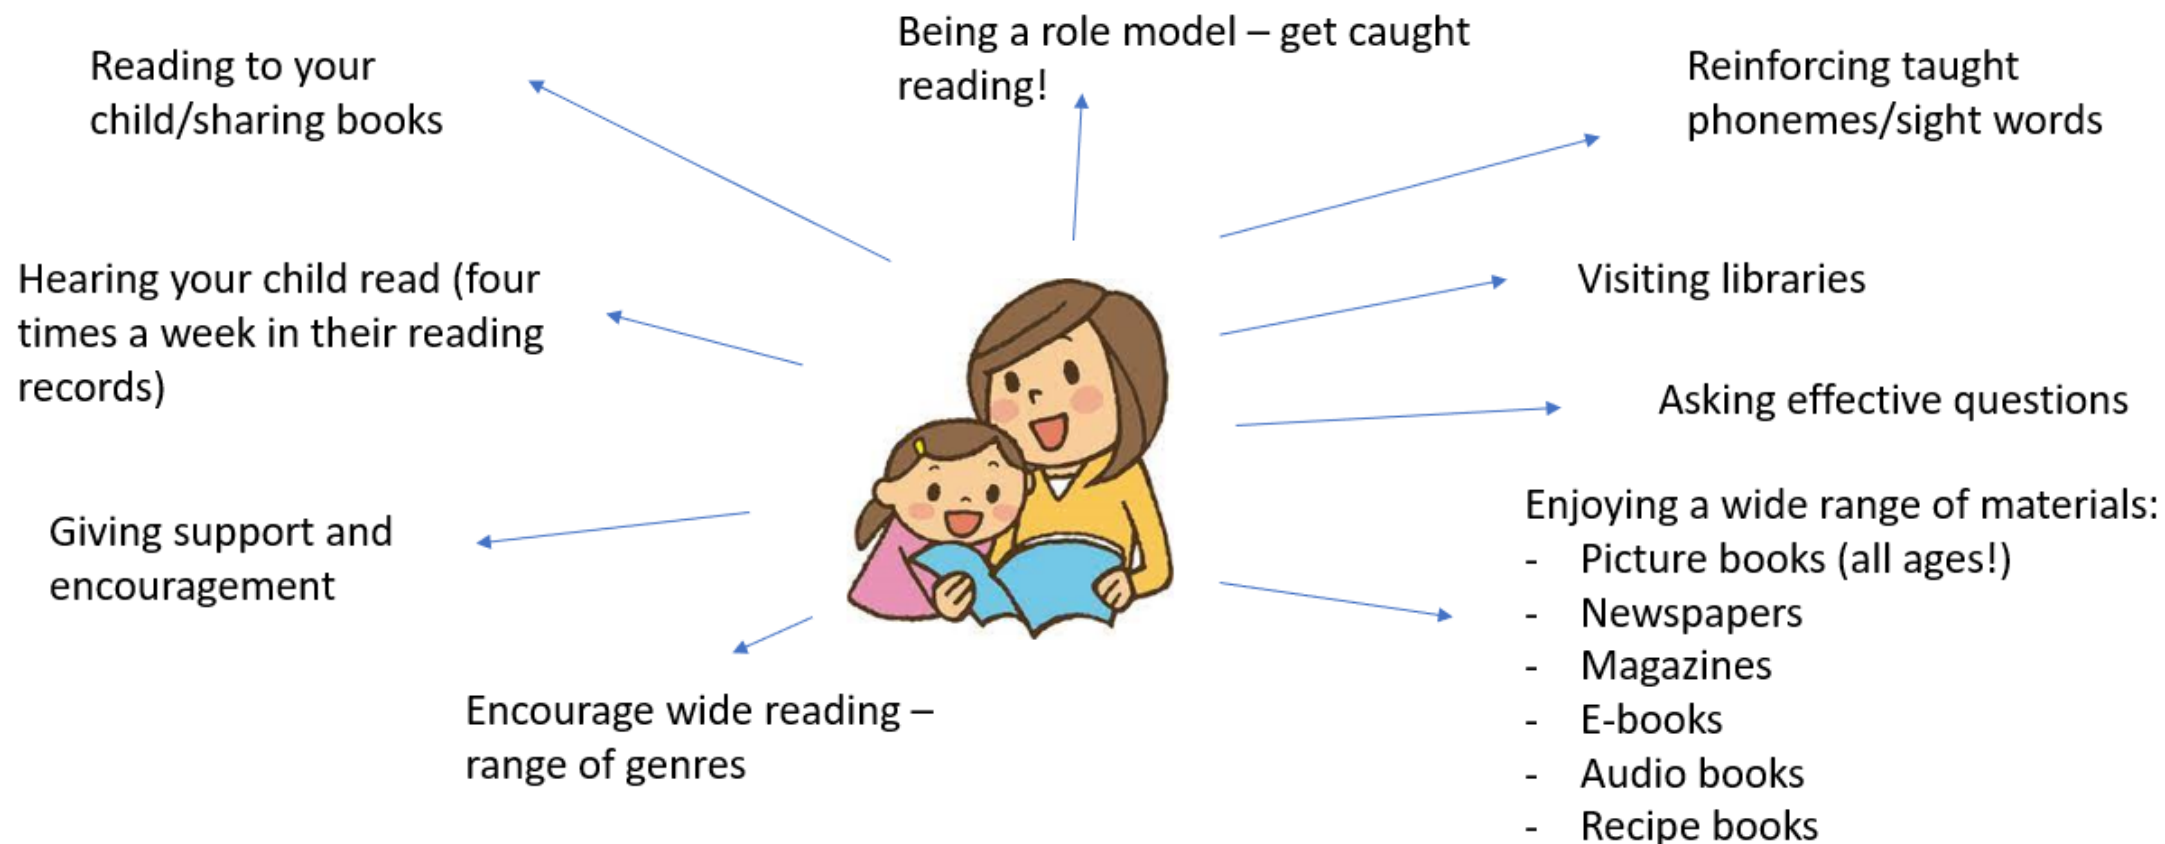 Being a role model – get caught
reading!
Reading to your
child/sharing books
Reinforcing taught
phonemes/sight words
Hearing your child read (four
times a week in their reading
records)
Visiting libraries
Asking effective questions
Giving support and
encouragement
Enjoying a wide range of materials:
- Picture books (all ages!)
- Newspapers
- Magazines
- E-books
- Audio books
- Recipe books
Encourage wide reading –
range of genres